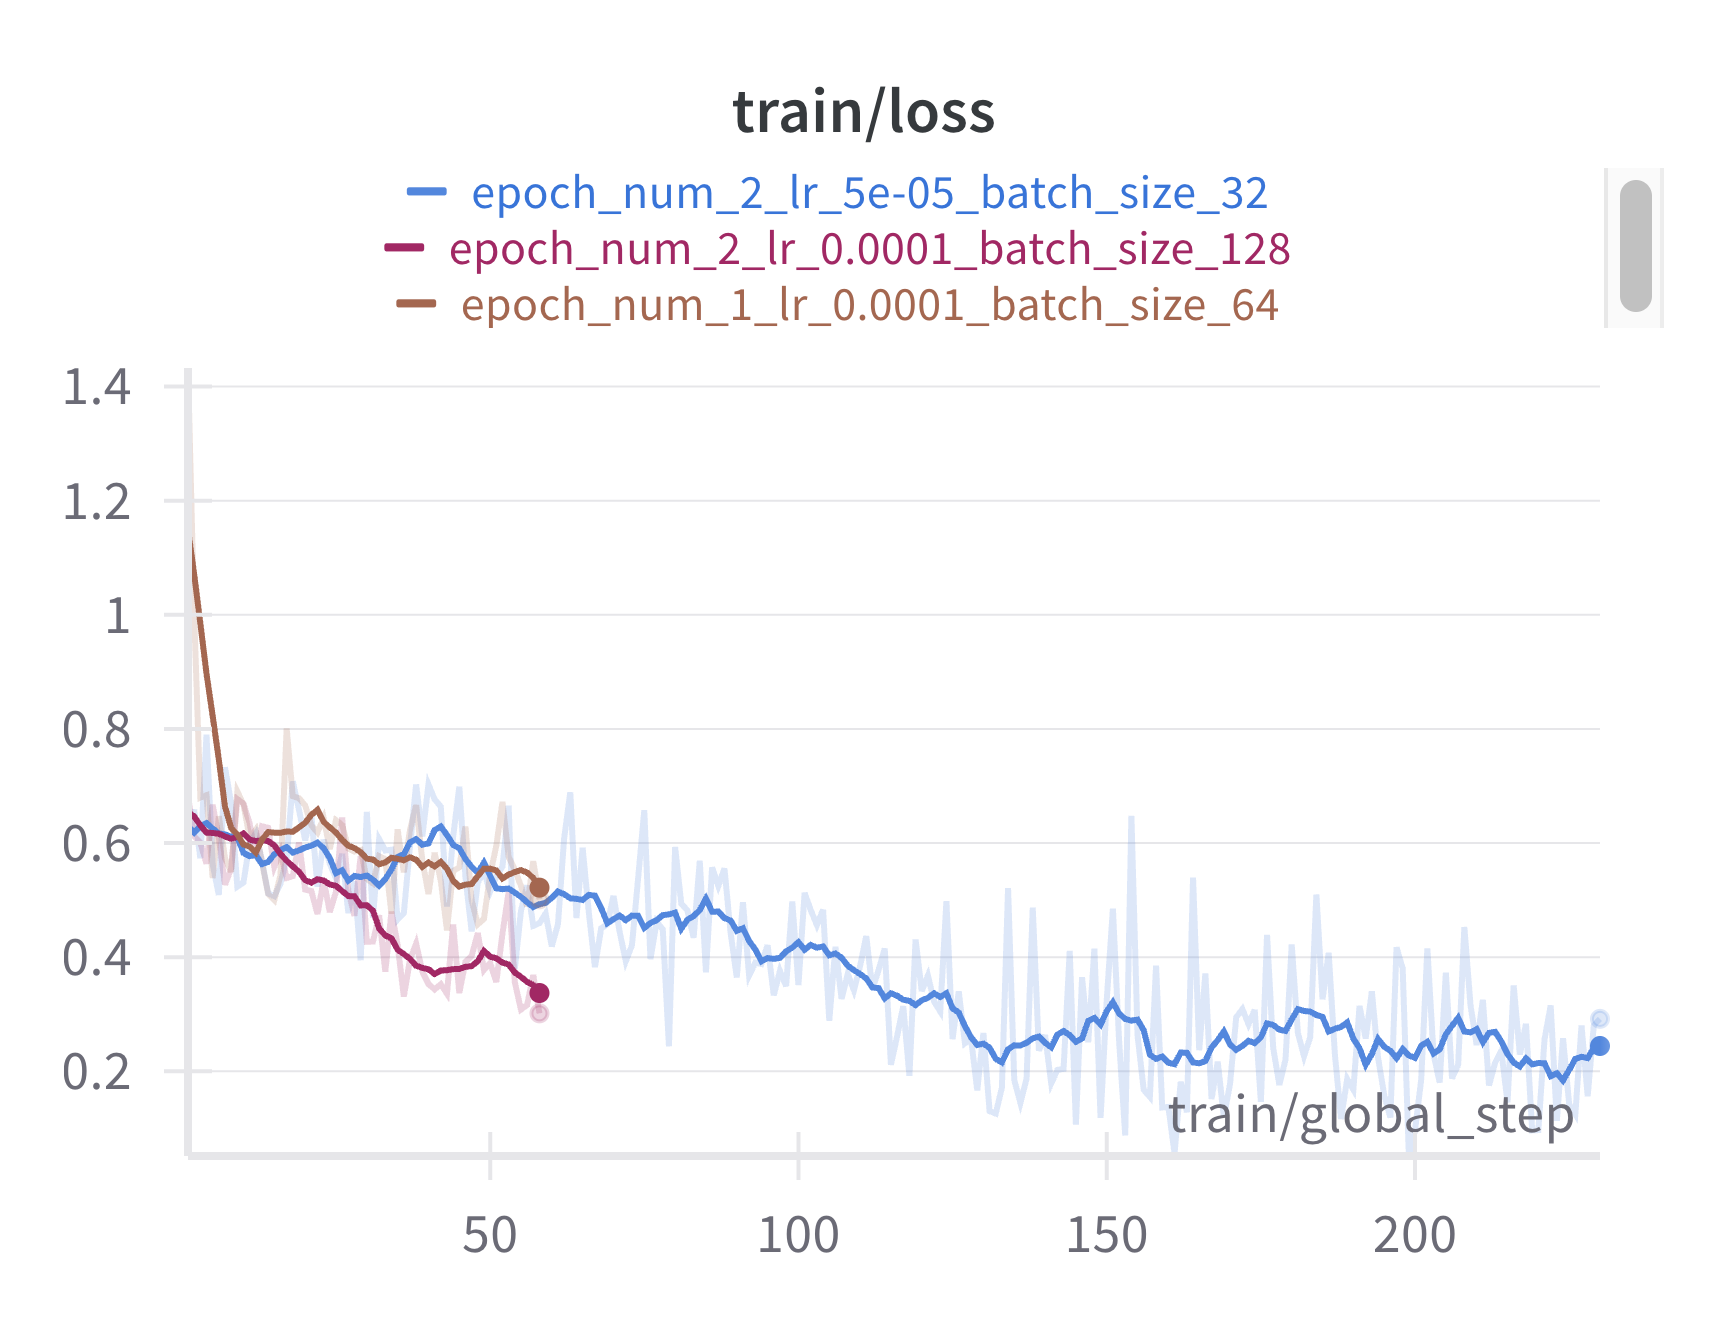 train/loss
epoch_num_2_lr_5e-05_batch_size_32
epoch_num_2_lr_0.0001_batch_size_128
epoch_num_1_lr_0.0001_batch_size_64
1.4
1.2
1
0.8
0.6
0.4
0.2
train/global_step
50 100 150 200